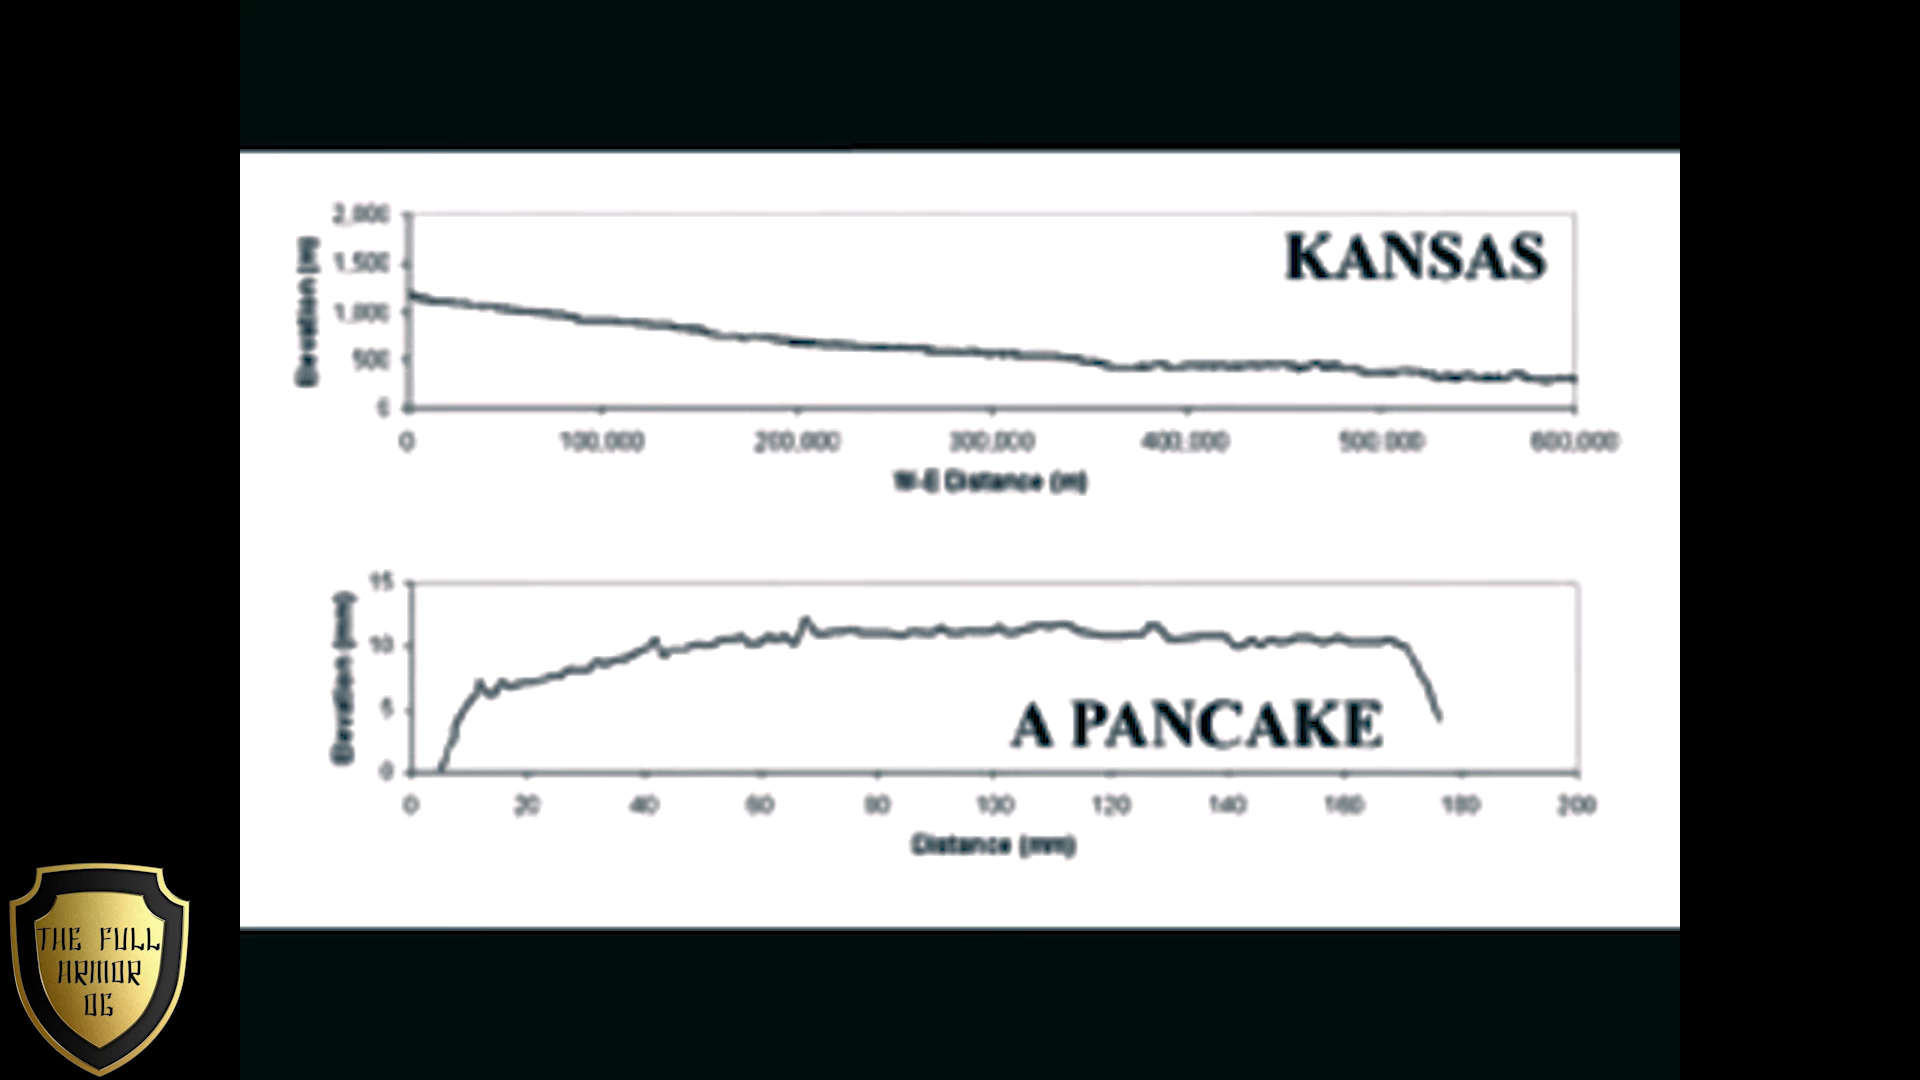 KANSAS
2,000
1,500
1,000
500
0
Elevation (m)
0 100,000 200,000 300,000 400,000 500,000 600,000
W-E Distance (m)
15
10
5
0
Elevation (mm)
A PANCAKE
0 20 40 60 80 100 120 140 160 180 200
Distance (mm)
THE FULL
ARMOR
OG